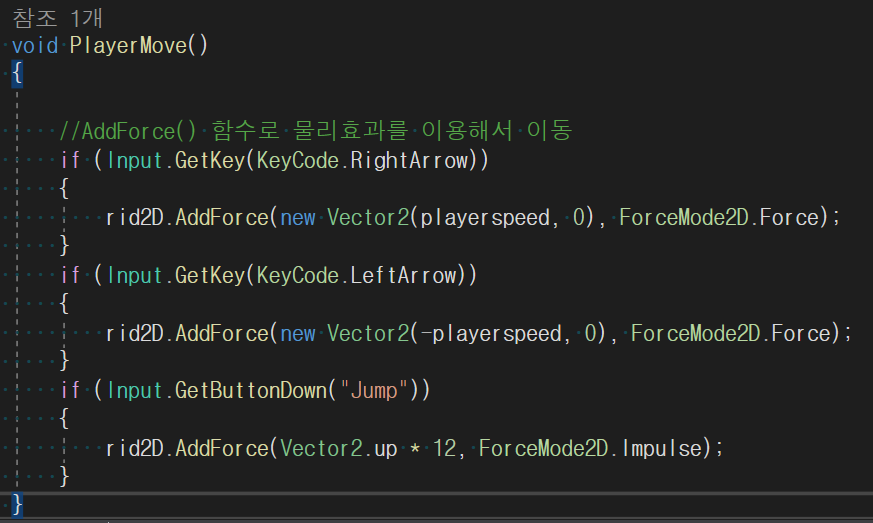 참조 1개
void PlayerMove()
{
//AddForce() 함수로 물리효과를 이용해서 이동
if (Input.GetKey(KeyCode.RightArrow))
{
rid2D.AddForce(new Vector2(playerspeed, 0), ForceMode2D.Force);
}
if (Input.GetKey(KeyCode.LeftArrow))
{
rid2D.AddForce(new Vector2(-playerspeed, 0), ForceMode2D.Force);
}
if (Input.GetButtonDown("Jump"))
{
rid2D.AddForce(Vector2.up * 12, ForceMode2D.Impulse);
}
}